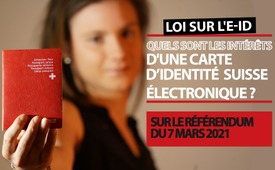 LOI SUR L'E-ID
QUELS SONT LES INTÉRÊTS
D'UNE CARTE
D'IDENTITÉ SUISSE
ÉLECTRONIQUE ?
SUR LE RÉFÉRENDUM
DU 7 MARS 2021